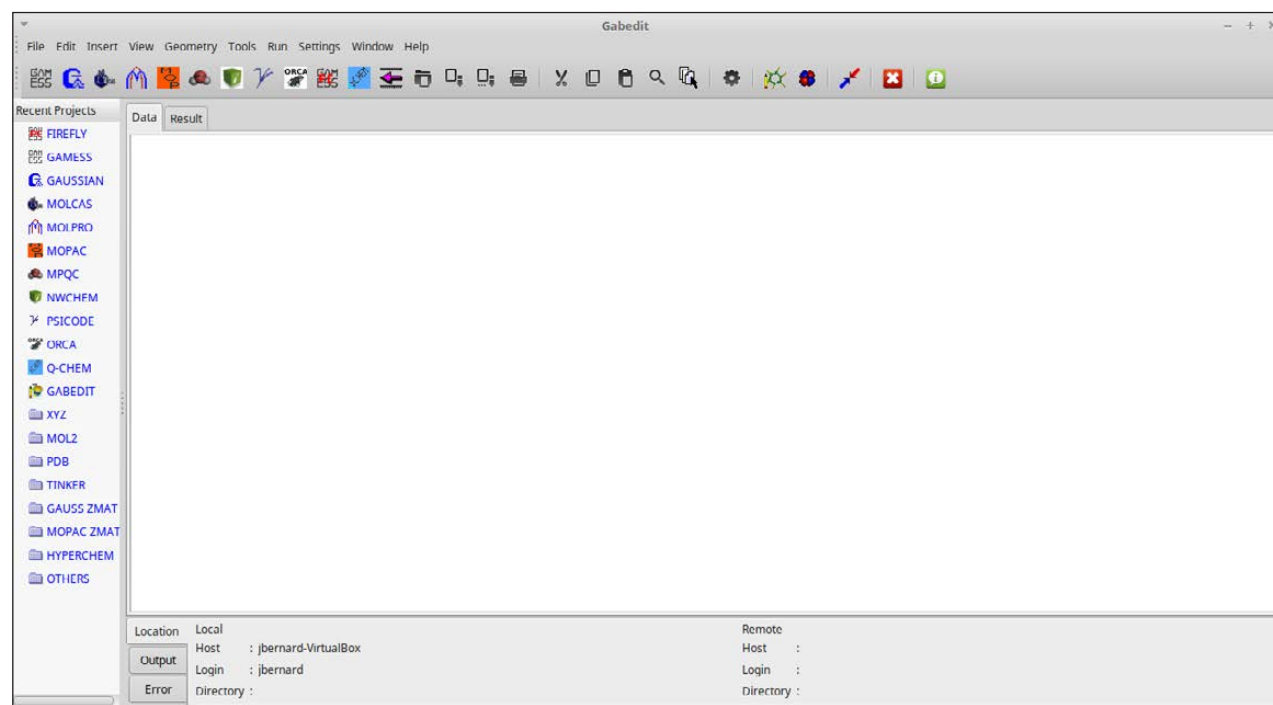 Gabedit
File Edit Insert View Geometry Tools Run Settings Window Help
Recent Projects
Data Result
FIREFLY
GAMESS
GAUSSIAN
MOLCAS
MOLPRO
MOPAC
MPQC
NWCHEM
PSICODE
ORCA
Q-CHEM
GABEDIT
XYZ
MOL2
PDB
TINKER
GAUSS ZMAT
MOPAC ZMAT
HYPERCHEM
OTHERS
Location
Output
Error
Local
Host : jbernard-VirtualBox
Login : jbernard
Directory :
Remote
Host :
Login :
Directory :